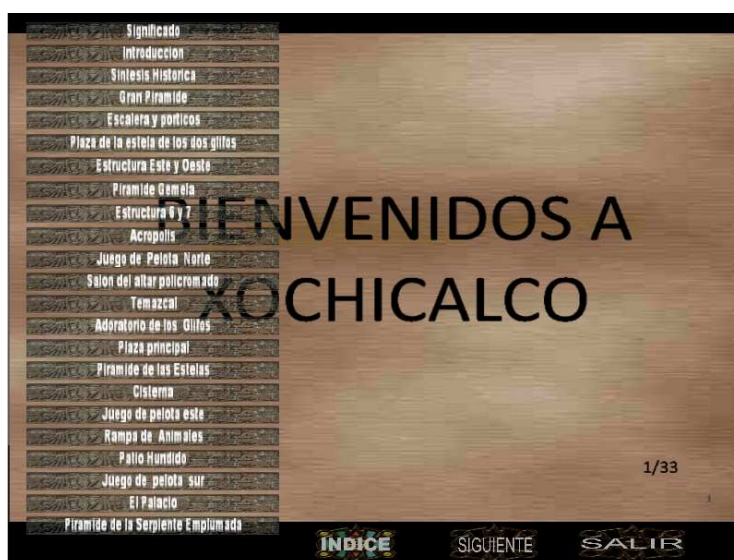 Significado
Introduccion
Sintesis Historica
Gran Piramide
Escalera y porticos
Plaza de la estela de los dos glifos
Estructura Este y Oeste
Piramide Gemela
Estructura 6 y 7
Acropolis
Juego de Pelota Norte
Salon del altar policromado
Temazcal
Adoratorio de los Glifos
Plaza principal
Piramide de las Estelas
Cisterna
Juego de pelota este
Rampa de Animales
Patio Hundido
Juego de pelota sur
El Palacio
Piramide de la Serpiente Emplumada
BIENVENIDOS A
XOCHICALCO
1/33
1
INDICE SIGUIENTE SALIR